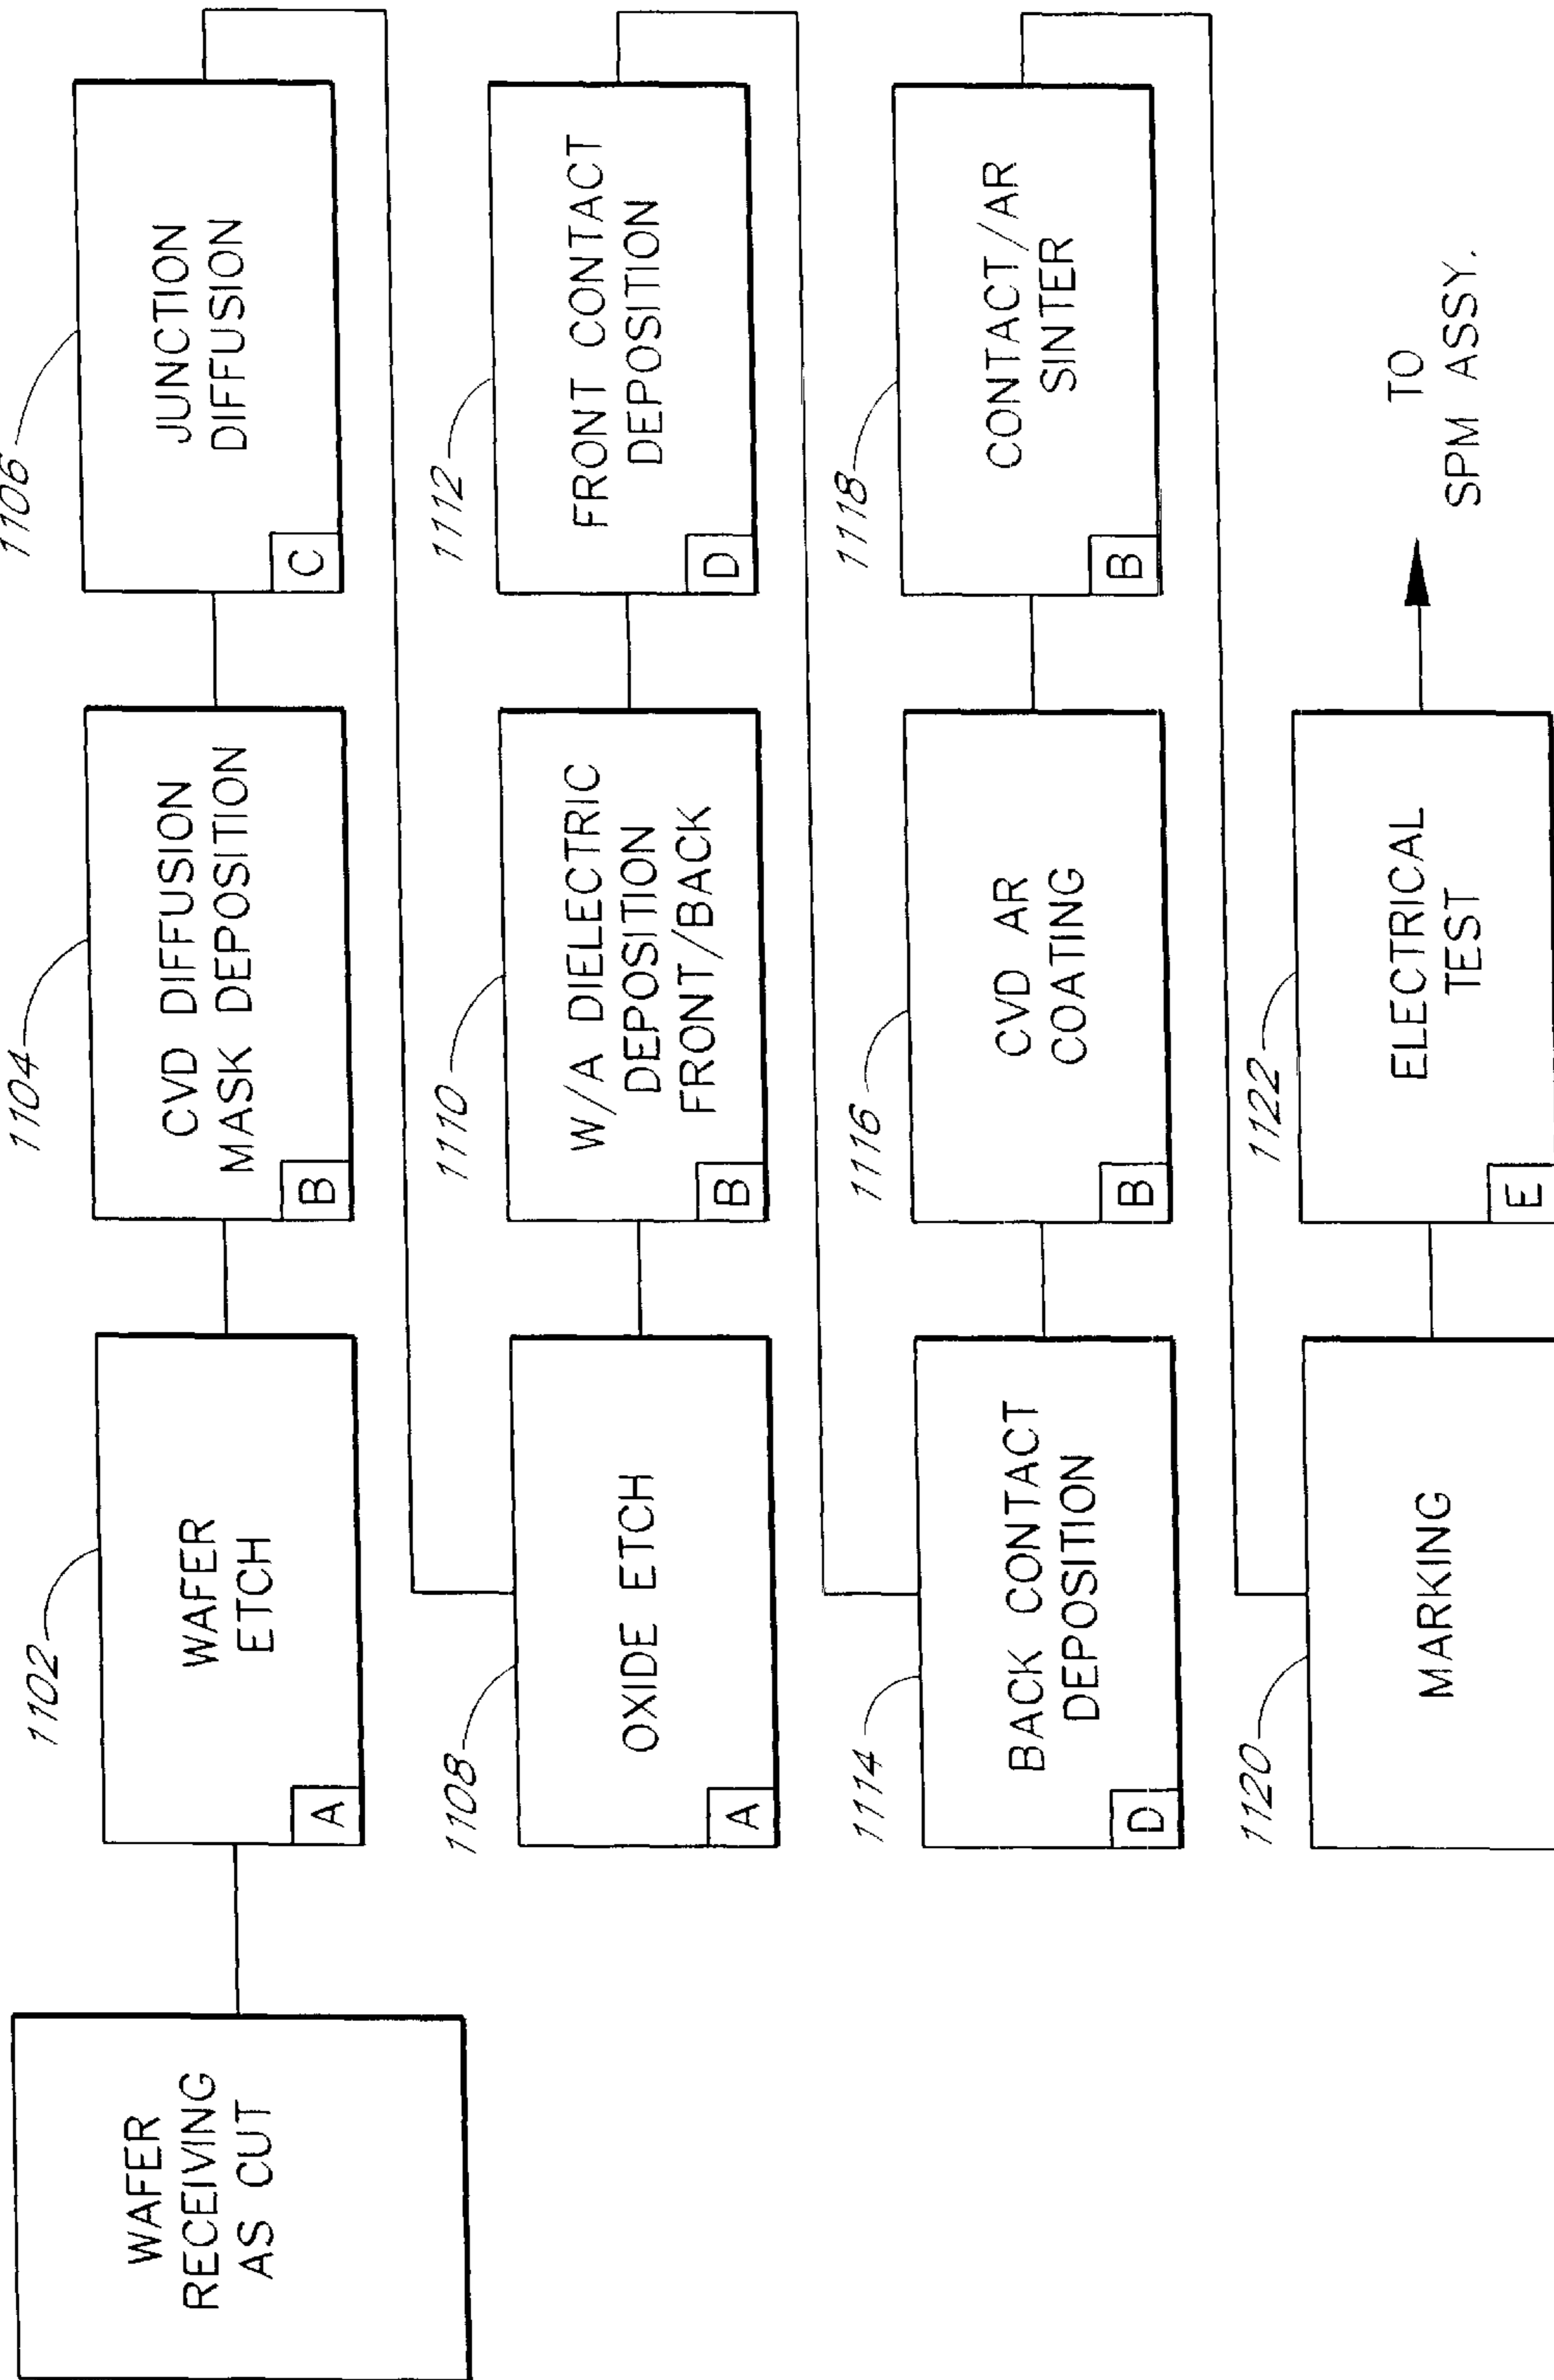 WAFER
RECEIVING
AS CUT
1102
WAFER
ETCH
A
1104
CVD DIFFUSION
MASK DEPOSITION
B
1106
JUNCTION
DIFFUSION
C
1108
OXIDE ETCH
A
1110
W/A DIELECTRIC
DEPOSITION
FRONT/BACK
B
1112
FRONT CONTACT
DEPOSITION
D
1114
BACK CONTACT
DEPOSITION
D
1116
CVD AR
COATING
B
1118
CONTACT/AR
SINTER
B
1120
MARKING
1122
ELECTRICAL
TEST
E
TO
SPM ASSY.